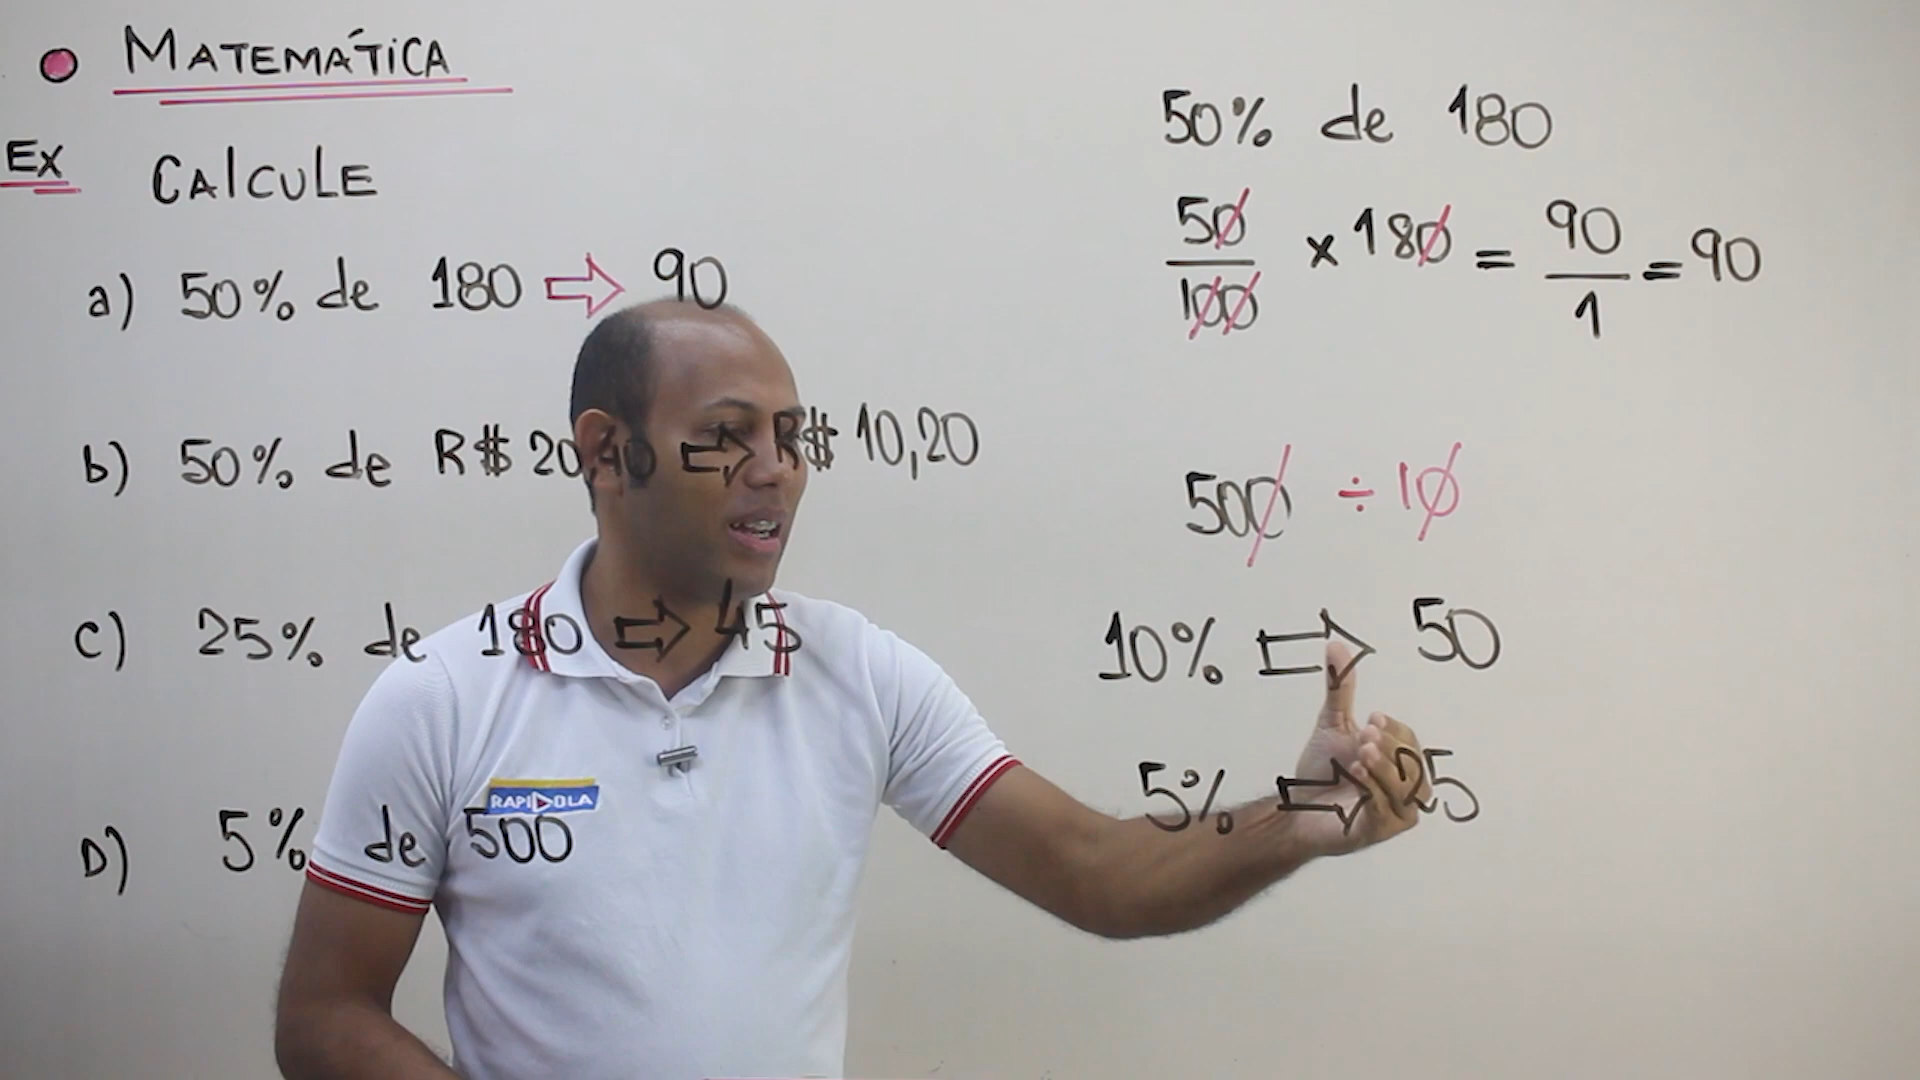 MATEMÁTICA
Ex CALCULE
a) 50% de 180 ⇨ 90
b) 50% de R$ 20,40 ⇨ R$ 10,20
c) 25% de 180 ⇨ 45
D) 5% de 500
RAPIDOLA
50% de 180
50/100 x 180 = 90/1 = 90
500 ÷ 10
10% ⇨ 50
5% ⇨ 25